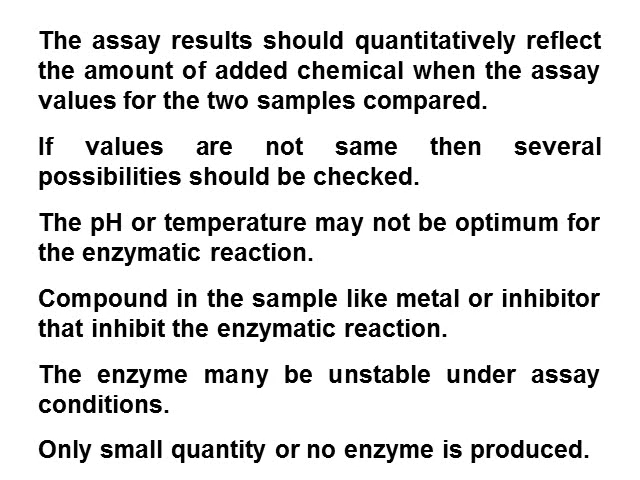 The assay results should quantitatively reflect
the amount of added chemical when the assay
values for the two samples compared.
If values are not same then several
possibilities should be checked.
The pH or temperature may not be optimum for
the enzymatic reaction.
Compound in the sample like metal or inhibitor
that inhibit the enzymatic reaction.
The enzyme many be unstable under assay
conditions.
Only small quantity or no enzyme is produced.